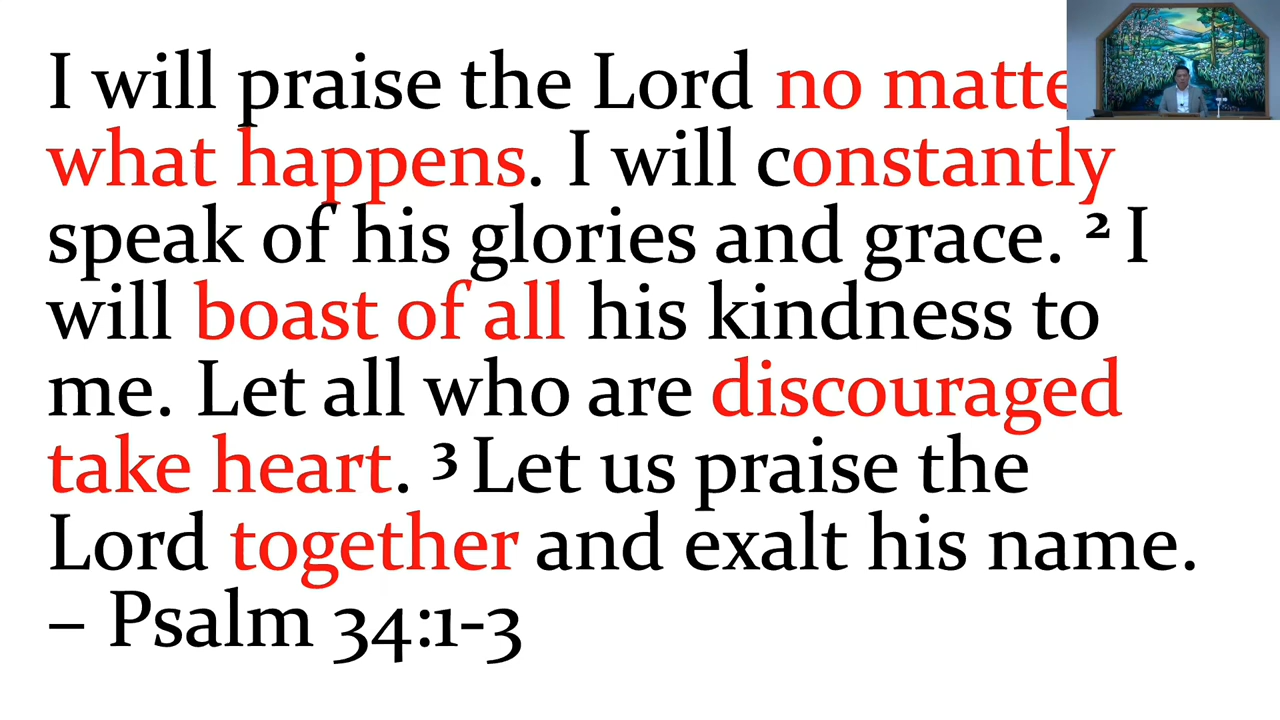 I will praise the Lord no matte
what happens. I will constantly
speak of his glories and grace. ² I
will boast of all his kindness to
me. Let all who are discouraged
take heart. ³ Let us praise the
Lord together and exalt his name.
– Psalm 34:1-3